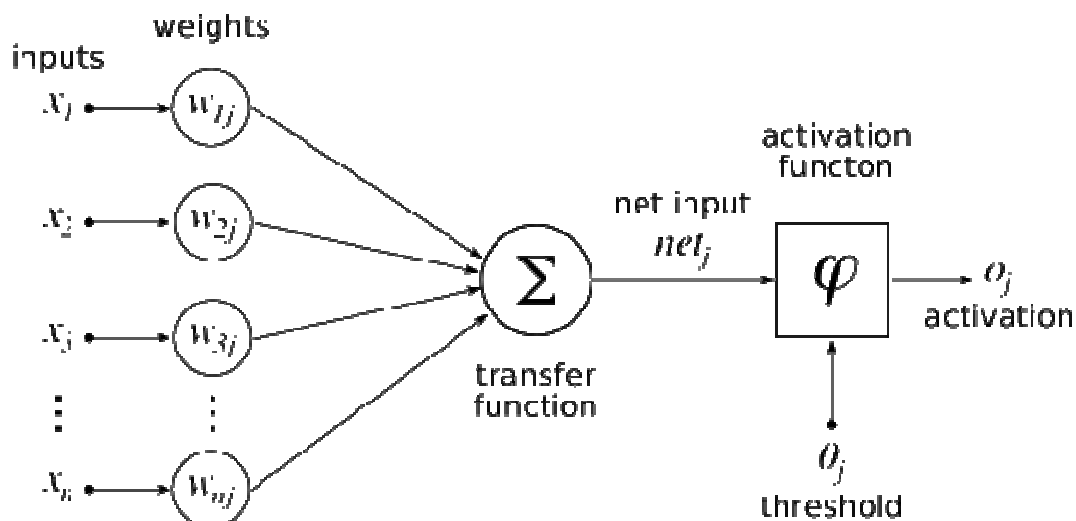 weights
inputs
x₁
w₁ⱼ
activation
functon
x₂
w₂ⱼ
net input
netⱼ
Σ
φ
oⱼ
activation
x₃
w₃ⱼ
transfer
function
⋮ ⋮
θⱼ
threshold
xₙ
wₙⱼ